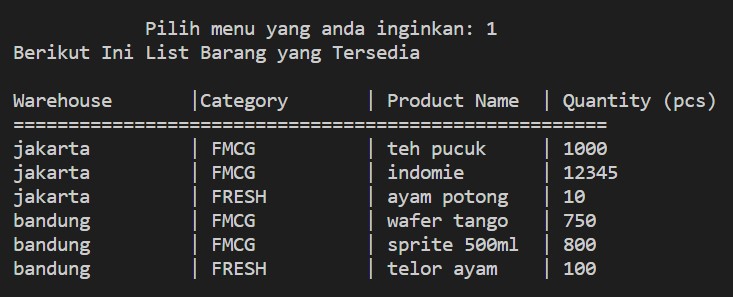 Pilih menu yang anda inginkan: 1
Berikut Ini List Barang yang Tersedia
Warehouse |Category | Product Name | Quantity (pcs)
======================================================
jakarta | FMCG | teh pucuk | 1000
jakarta | FMCG | indomie | 12345
jakarta | FRESH | ayam potong | 10
bandung | FMCG | wafer tango | 750
bandung | FMCG | sprite 500ml | 800
bandung | FRESH | telor ayam | 100